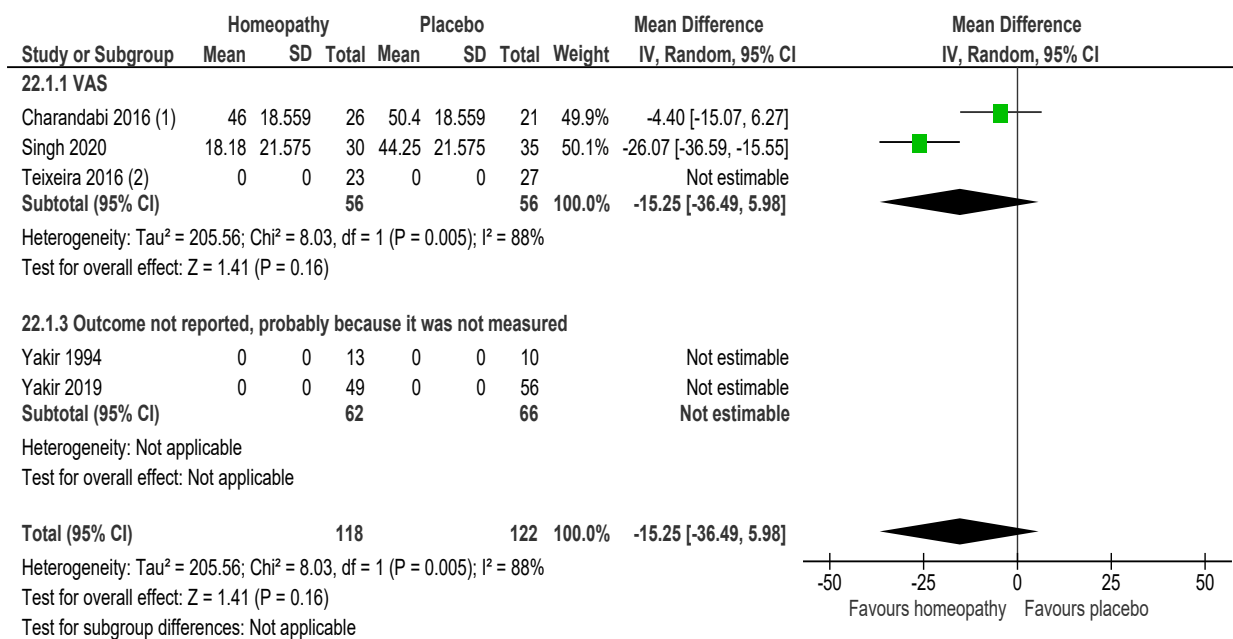 Homeopathy Placebo Mean Difference Mean Difference
Study or Subgroup Mean SD Total Mean SD Total Weight IV, Random, 95% CI IV, Random, 95% CI
22.1.1 VAS
Charandabi 2016 (1) 46 18.559 26 50.4 18.559 21 49.9% -4.40 [-15.07, 6.27]
Singh 2020 18.18 21.575 30 44.25 21.575 35 50.1% -26.07 [-36.59, -15.55]
Teixeira 2016 (2) 0 0 23 0 0 27 Not estimable
Subtotal (95% CI) 56 56 100.0% -15.25 [-36.49, 5.98]
Heterogeneity: Tau² = 205.56; Chi² = 8.03, df = 1 (P = 0.005); I² = 88%
Test for overall effect: Z = 1.41 (P = 0.16)
22.1.3 Outcome not reported, probably because it was not measured
Yakir 1994 0 0 13 0 0 10 Not estimable
Yakir 2019 0 0 49 0 0 56 Not estimable
Subtotal (95% CI) 62 66 Not estimable
Heterogeneity: Not applicable
Test for overall effect: Not applicable
Total (95% CI) 118 122 100.0% -15.25 [-36.49, 5.98]
Heterogeneity: Tau² = 205.56; Chi² = 8.03, df = 1 (P = 0.005); I² = 88%
Test for overall effect: Z = 1.41 (P = 0.16)
Test for subgroup differences: Not applicable
-50 -25 0 25 50
Favours homeopathy Favours placebo